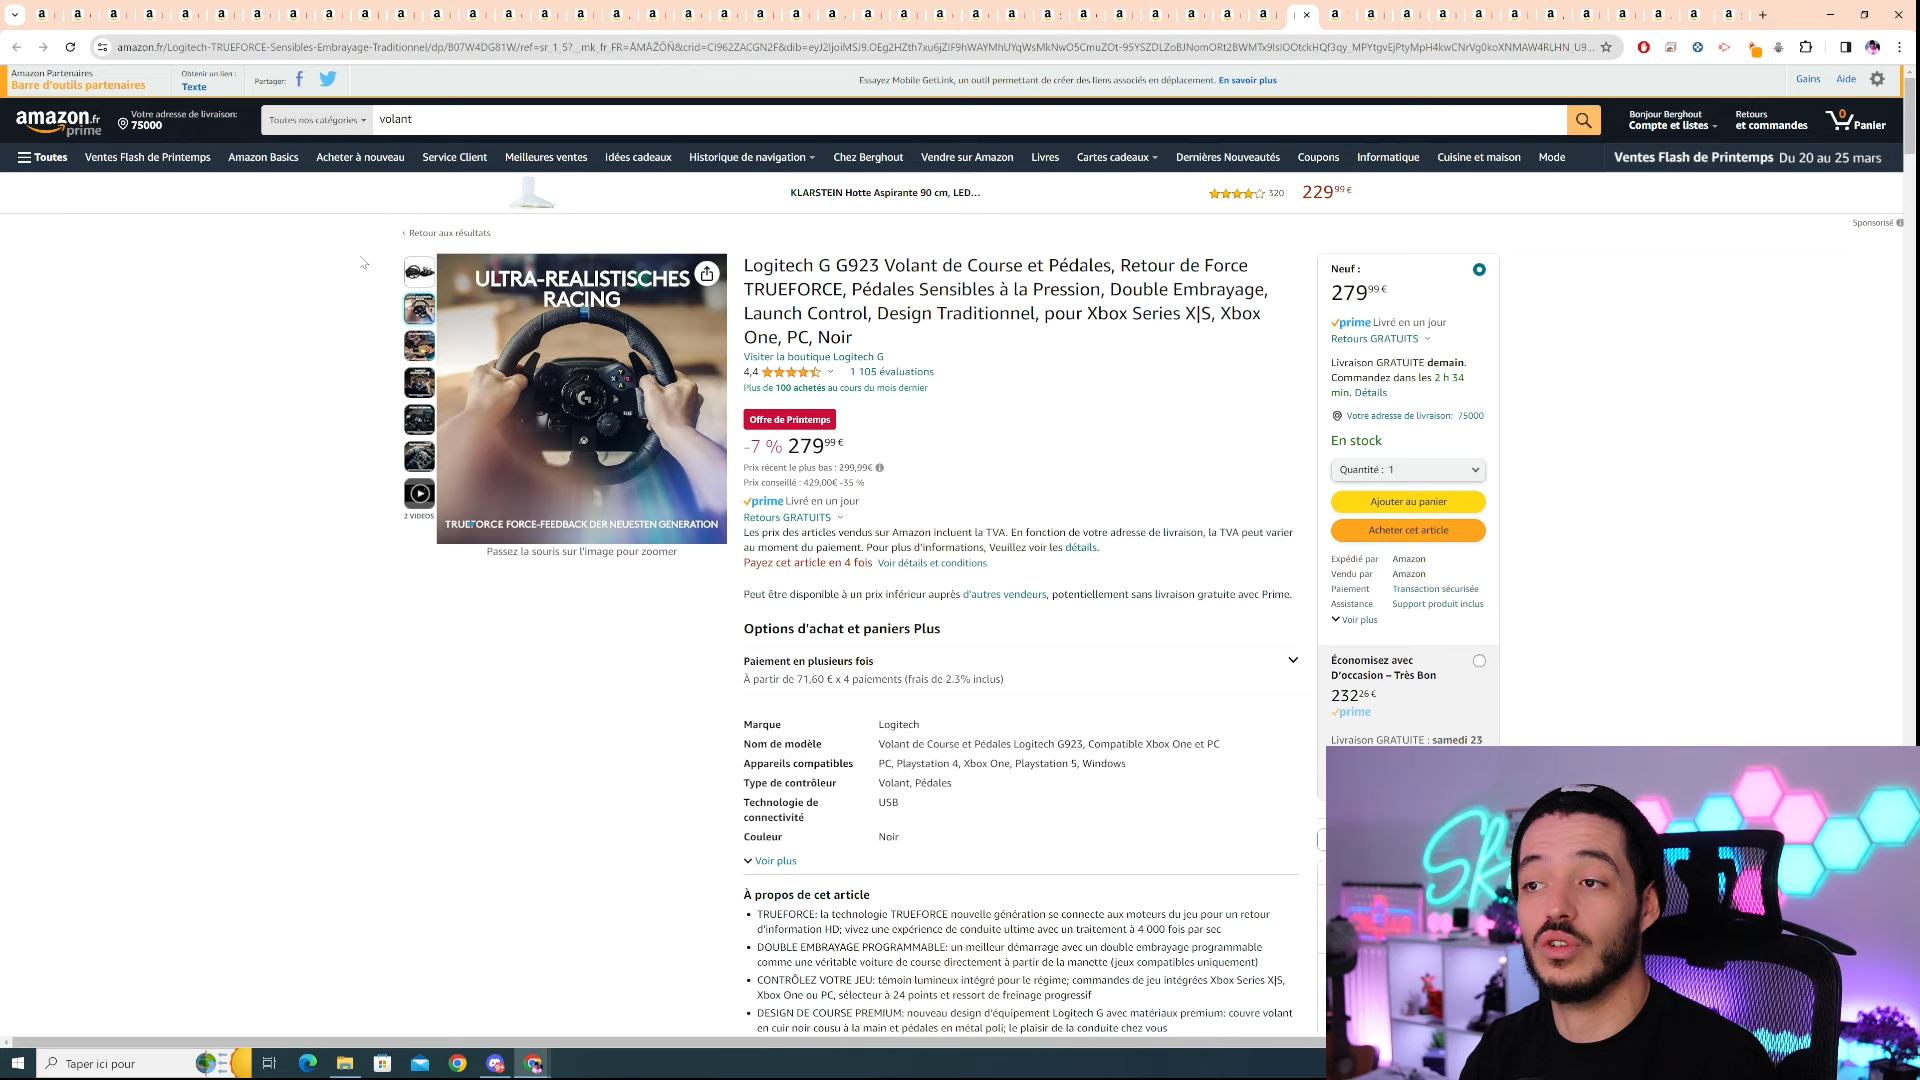 amazon.fr/Logitech-TRUEFORCE-Sensibles-Embrayage-Traditionnel/dp/B07W4DG81W/ref=sr_1_5?
Amazon Partenaires
Barre d'outils partenaires
Obtenir un lien :
Texte
Partager:
Essayez Mobile GetLink, un outil permettant de créer des liens associés en déplacement. En savoir plus
Gains
Aide
amazon.fr
prime
Votre adresse de livraison:
75000
Toutes nos catégories
volant
Bonjour Berghout
Compte et listes
Retours
et commandes
0
Panier
Toutes
Ventes Flash de Printemps
Amazon Basics
Acheter à nouveau
Service Client
Meilleures ventes
Idées cadeaux
Historique de navigation
Chez Berghout
Vendre sur Amazon
Livres
Cartes cadeaux
Dernières Nouveautés
Coupons
Informatique
Cuisine et maison
Mode
Ventes Flash de Printemps Du 20 au 25 mars
KLARSTEIN Hotte Aspirante 90 cm, LED...
320
229,99 €
Sponsorisé
‹ Retour aux résultats
ULTRA-REALISTISCHES
RACING
TRUEFORCE FORCE-FEEDBACK DER NEUESTEN GENERATION
2 VIDEOS
Passez la souris sur l'image pour zoomer
Logitech G G923 Volant de Course et Pédales, Retour de Force
TRUEFORCE, Pédales Sensibles à la Pression, Double Embrayage,
Launch Control, Design Traditionnel, pour Xbox Series X|S, Xbox
One, PC, Noir
Visiter la boutique Logitech G
4,4
1 105 évaluations
Plus de 100 achetés au cours du mois dernier
Offre de Printemps
-7 % 279,99 €
Prix récent le plus bas : 299,99€
Prix conseillé : 429,00€ -35 %
prime Livré en un jour
Retours GRATUITS
Les prix des articles vendus sur Amazon incluent la TVA. En fonction de votre adresse de livraison, la TVA peut varier
au moment du paiement. Pour plus d'informations, Veuillez voir les détails.
Payez cet article en 4 fois Voir détails et conditions
Peut être disponible à un prix inférieur auprès d'autres vendeurs, potentiellement sans livraison gratuite avec Prime.
Options d'achat et paniers Plus
Paiement en plusieurs fois
À partir de 71,60 € x 4 paiements (frais de 2.3% inclus)
Marque Logitech
Nom de modèle Volant de Course et Pédales Logitech G923, Compatible Xbox One et PC
Appareils compatibles PC, Playstation 4, Xbox One, Playstation 5, Windows
Type de contrôleur Volant, Pédales
Technologie de USB
connectivité
Couleur Noir
Voir plus
À propos de cet article
• TRUEFORCE: la technologie TRUEFORCE nouvelle génération se connecte aux moteurs du jeu pour un retour
d'information HD; vivez une expérience de conduite ultime avec un traitement à 4 000 fois par sec
• DOUBLE EMBRAYAGE PROGRAMMABLE: un meilleur démarrage avec un double embrayage programmable
comme une véritable voiture de course directement à partir de la manette (jeux compatibles uniquement)
• CONTRÔLEZ VOTRE JEU: témoin lumineux intégré pour le régime; commandes de jeu intégrées Xbox Series X|S,
Xbox One ou PC, sélecteur à 24 points et ressort de freinage progressif
• DESIGN DE COURSE PREMIUM: nouveau design d'équipement Logitech G avec matériaux premium: couvre volant
en cuir noir cousu à la main et pédales en métal poli; le plaisir de la conduite chez vous
Neuf :
279,99 €
prime Livré en un jour
Retours GRATUITS
Livraison GRATUITE demain.
Commandez dans les 2 h 34
min. Détails
Votre adresse de livraison: 75000
En stock
Quantité : 1
Ajouter au panier
Acheter cet article
Expédié par Amazon
Vendu par Amazon
Paiement Transaction sécurisée
Assistance Support produit inclus
Voir plus
Économisez avec
D'occasion – Très Bon
232,26 €
prime
Livraison GRATUITE : samedi 23
Taper ici pour